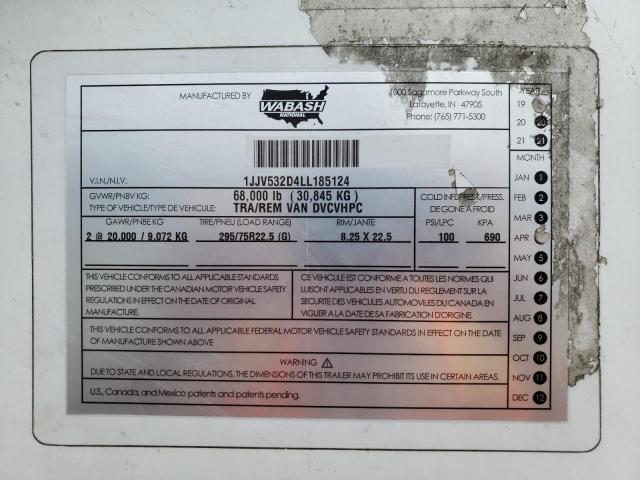 MANUFACTURED BY
WABASH
NATIONAL
1000 Sagamore Parkway South
Lafayette, IN 47905
Phone: (765) 771-5300
V.I.N./N.I.V.
1JJV532D4LL185124
GVWR/PNBV KG:
68,000 lb (30,845 KG)
TYPE OF VEHICLE/TYPE DE VEHICULE:
TRA/REM VAN DVCVHPC
COLD INFL PRESS/PRESS.
DE GONE A FROID
GAWR/PNBE KG
TIRE/PNEU (LOAD RANGE)
RIM/JANTE
PSI/LPC
KPA
2 @ 20,000 / 9,072 KG
295/75R22.5 (G)
8.25 X 22.5
100
690
THIS VEHICLE CONFORMS TO ALL APPLICABLE STANDARDS
PRESCRIBED UNDER THE CANADIAN MOTOR VEHICLE SAFETY
REGULATIONS IN EFFECT ON THE DATE OF ORIGINAL
MANUFACTURE.
CE VEHICULE EST CONFORME A TOUTES LES NORMES QUI
LUI SONT APPLICABLES EN VERTU DU REGLEMENT SUR LA
SECURITE DES VEHICULES AUTOMOVILES DU CANADA EN
VIGUER A LA DATE DE SA FABRICATION D'ORIGINE.
THIS VEHICLE CONFORMS TO ALL APPLICABLE FEDERAL MOTOR VEHICLE SAFETY STANDARDS IN EFFECT ON THE DATE
OF MANUFACTURE SHOWN ABOVE
WARNING
DUE TO STATE AND LOCAL REGULATIONS, THE DIMENSIONS OF THIS TRAILER MAY PROHIBIT ITS USE IN CERTAIN AREAS.
U.S., Canada, and Mexico patents and patents pending.
YEAR
19
20 20
21 21
MONTH
JAN 1
FEB 2
MAR 3
APR
MAY 5
JUN 6
JUL 7
AUG 8
SEP 9
OCT 10
NOV 11
DEC 12